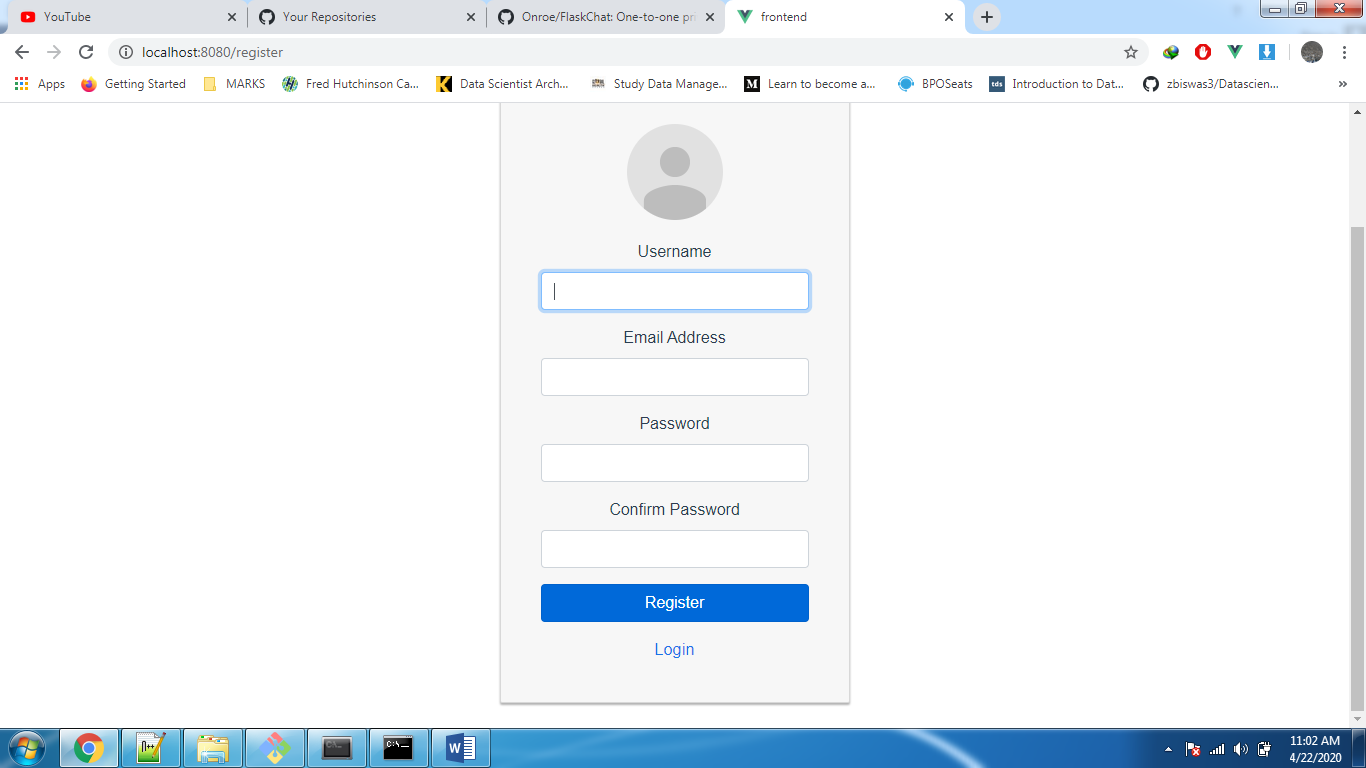 YouTube
Your Repositories
Onroe/FlaskChat: One-to-one pri
frontend
localhost:8080/register
Apps
Getting Started
MARKS
Fred Hutchinson Ca...
Data Scientist Arch...
Study Data Manage...
M
Learn to become a...
BPOSeats
tds
Introduction to Dat...
zbiswas3/Datascien...
»
Username
Email Address
Password
Confirm Password
Register
Login
11:02 AM
4/22/2020